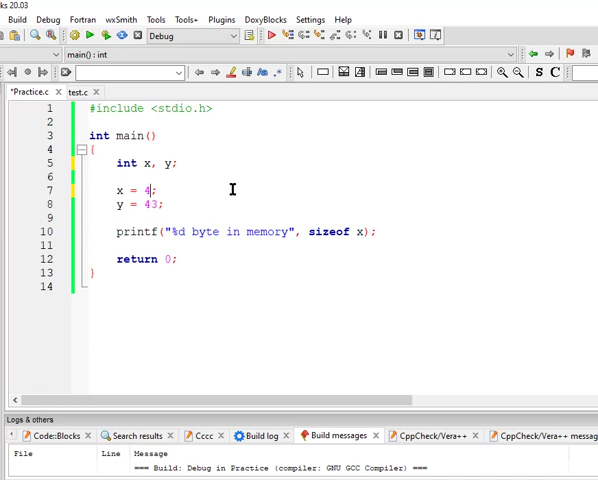 ks 20.03
Build Debug Fortran wxSmith Tools Tools+ Plugins DoxyBlocks Settings Help
Debug
main() : int
S C
*Practice.c test.c
1 #include <stdio.h>
2
3 int main()
4 {
5 int x, y;
6
7 x = 4;
8 y = 43;
9
10 printf("%d byte in memory", sizeof x);
11
12 return 0;
13 }
14
Logs & others
Code::Blocks Search results Cccc Build log Build messages CppCheck/Vera++ CppCheck/Vera++ messag
File Line Message
=== Build: Debug in Practice (compiler: GNU GCC Compiler) ===